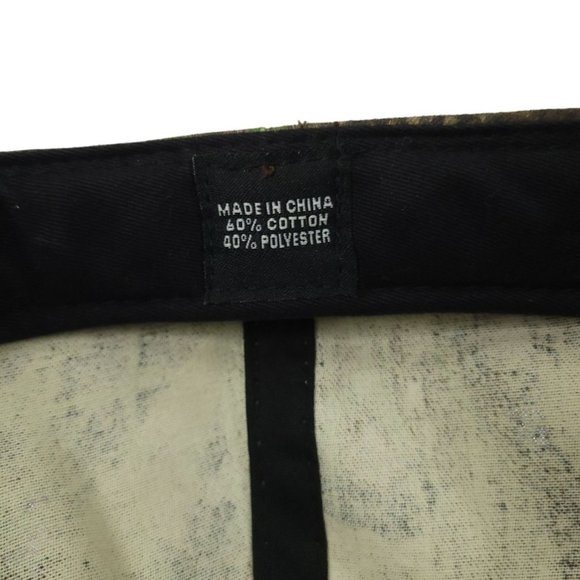 MADE IN CHINA
60% COTTON
40% POLYESTER